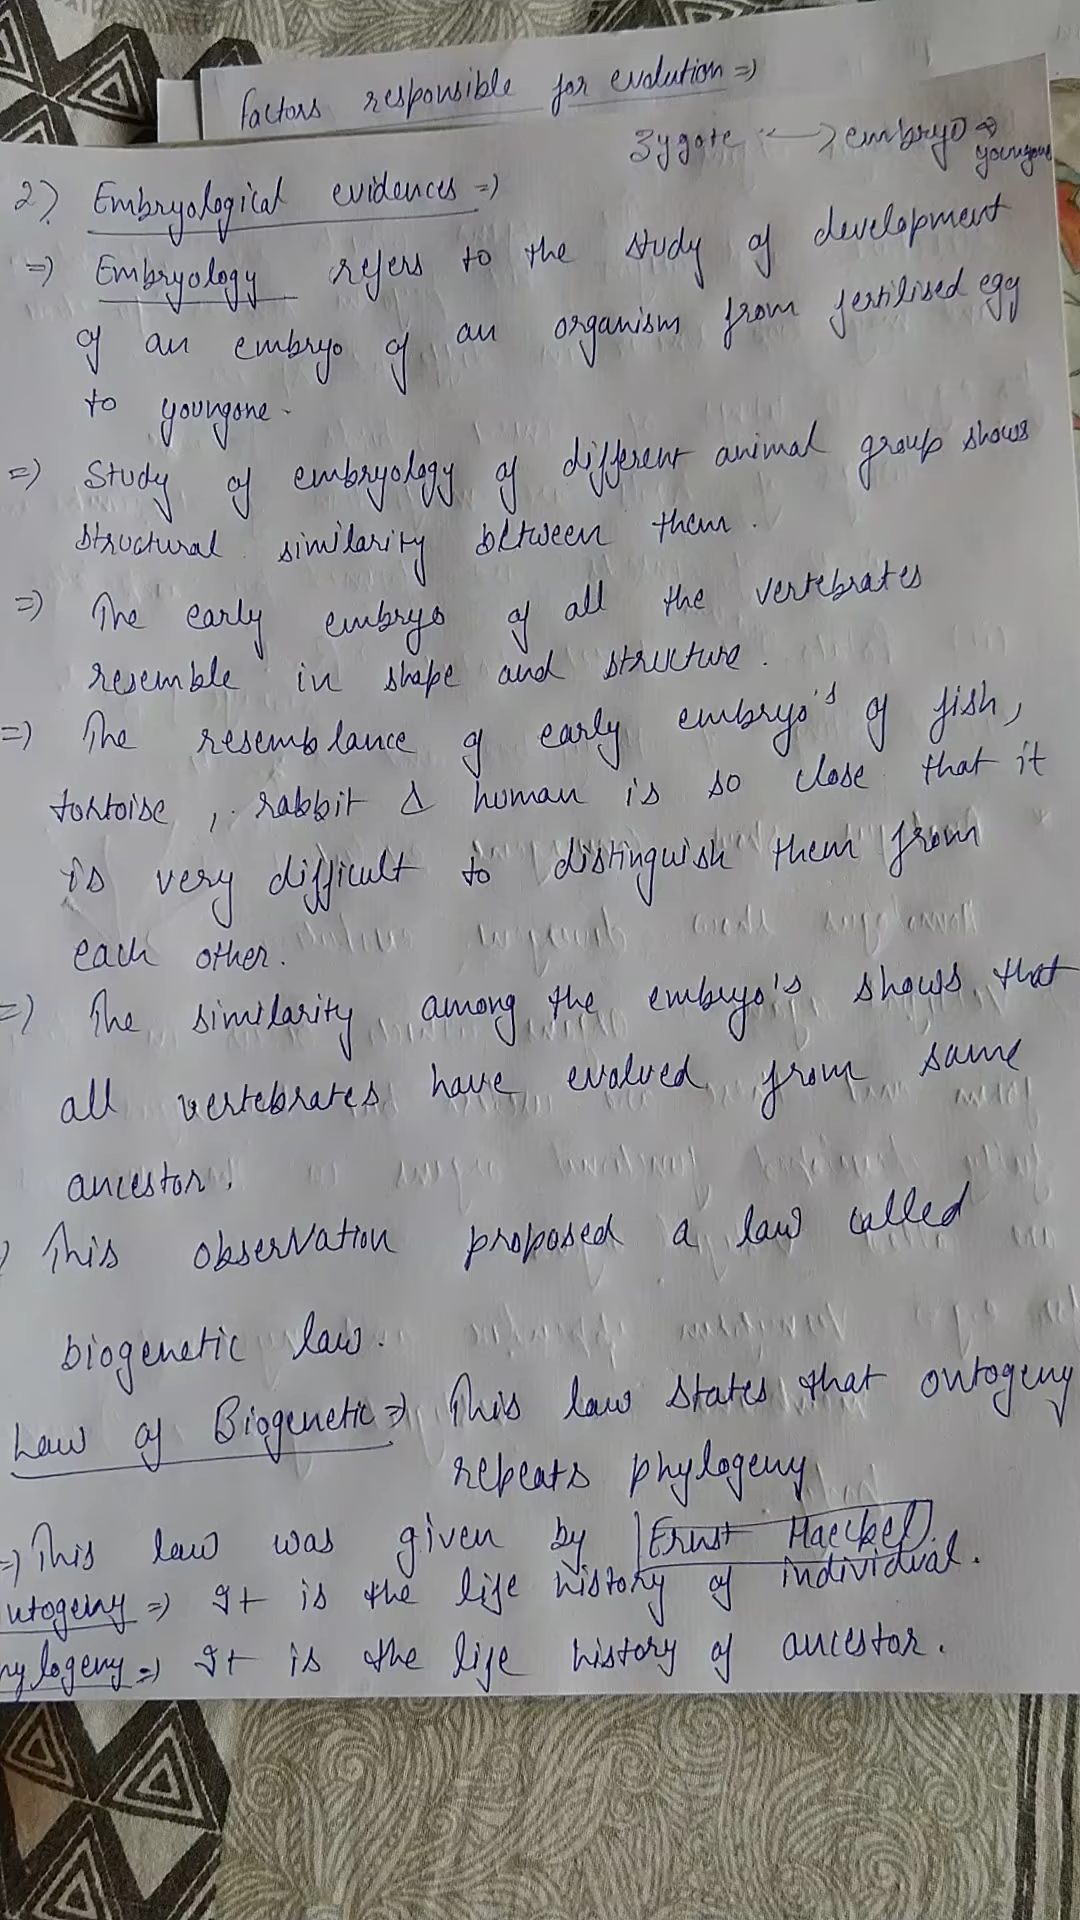 Factors responsible for evolution =)
Zygote —> embryo => youngone
2) Embryological evidences =)
=) Embryology refers to the study of development
of an embryo of an organism from fertilised egg
to youngone.
=) Study of embryology of different animal group shows
structural similarity between them.
=) The early embryo of all the vertebrates
resemble in shape and structure.
=) The resemblance of early embryo's of fish,
tortoise, rabbit & human is so close that it
is very difficult to distinguish them from
each other.
=) The similarity among the embryo's shows that
all vertebrates have evolved from same
ancestor.
) This observation proposed a law called
biogenetic law.
Law of Biogenetic => This law states that ontogeny
repeats phylogeny
=) This law was given by Ernst Haeckel.
ntogeny =) It is the life history of individual.
hylogeny =) It is the life history of ancestor.